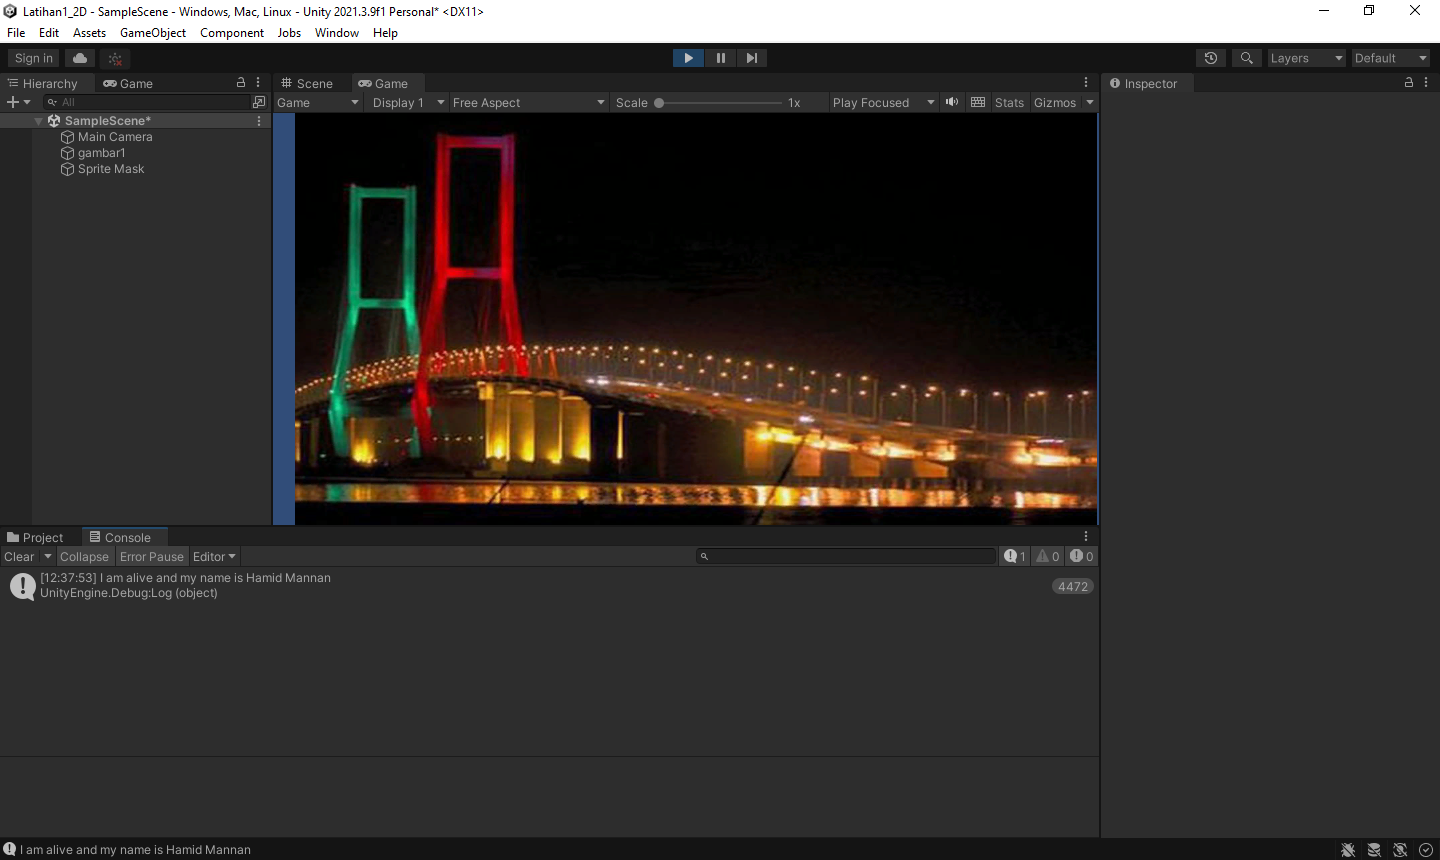 Latihan1_2D - SampleScene - Windows, Mac, Linux - Unity 2021.3.9f1 Personal* <DX11>
File Edit Assets GameObject Component Jobs Window Help
Sign in Layers Default
Hierarchy Game Scene Game Inspector
All Game Display 1 Free Aspect Scale 1x Play Focused Stats Gizmos
SampleScene*
Main Camera
gambar1
Sprite Mask
Project Console
Clear Collapse Error Pause Editor 1 0 0
[12:37:53] I am alive and my name is Hamid Mannan
UnityEngine.Debug:Log (object)
4472
I am alive and my name is Hamid Mannan